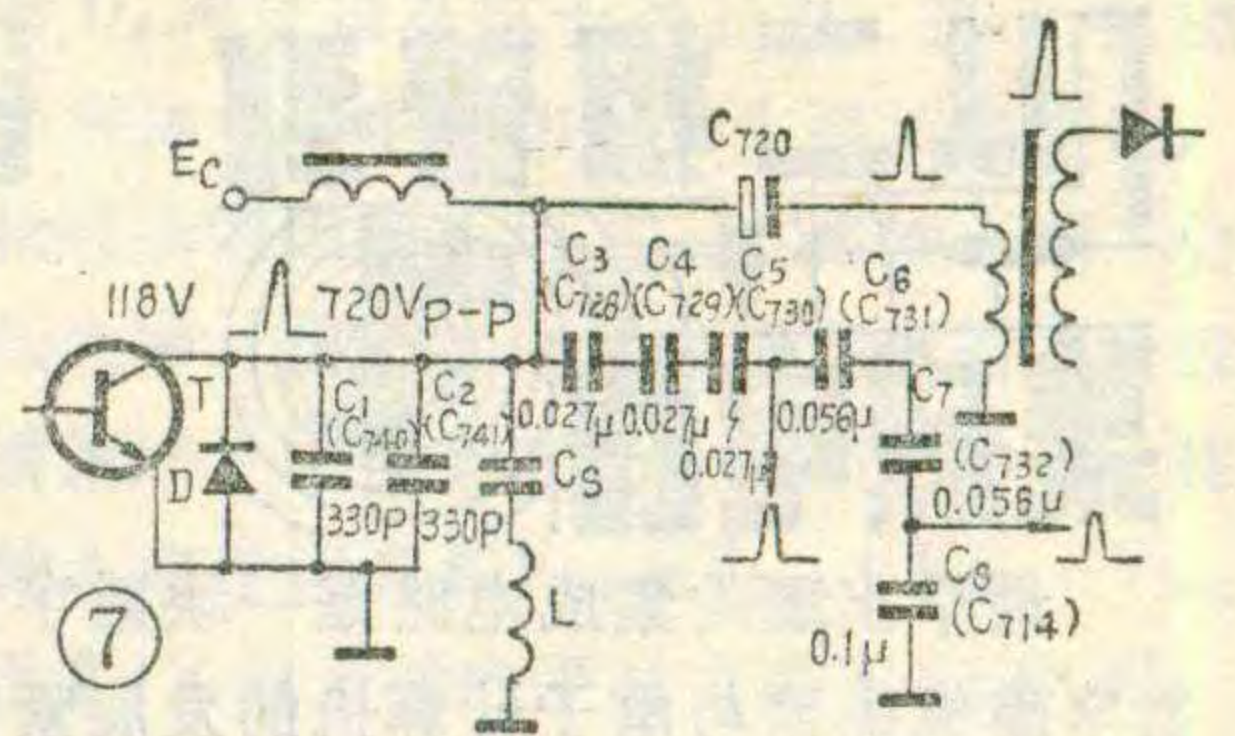 C720
EC
C3 C4 C5 C6
118V 720VP-P (C728) (C729) (C730) (C731)
T C1 C2 C7
(C740) (C741) 0.027μ 0.027μ 0.056μ
D CS 0.027μ (C732)
330P 330P 0.056μ
C8
⑦ L (C714)
0.1μ